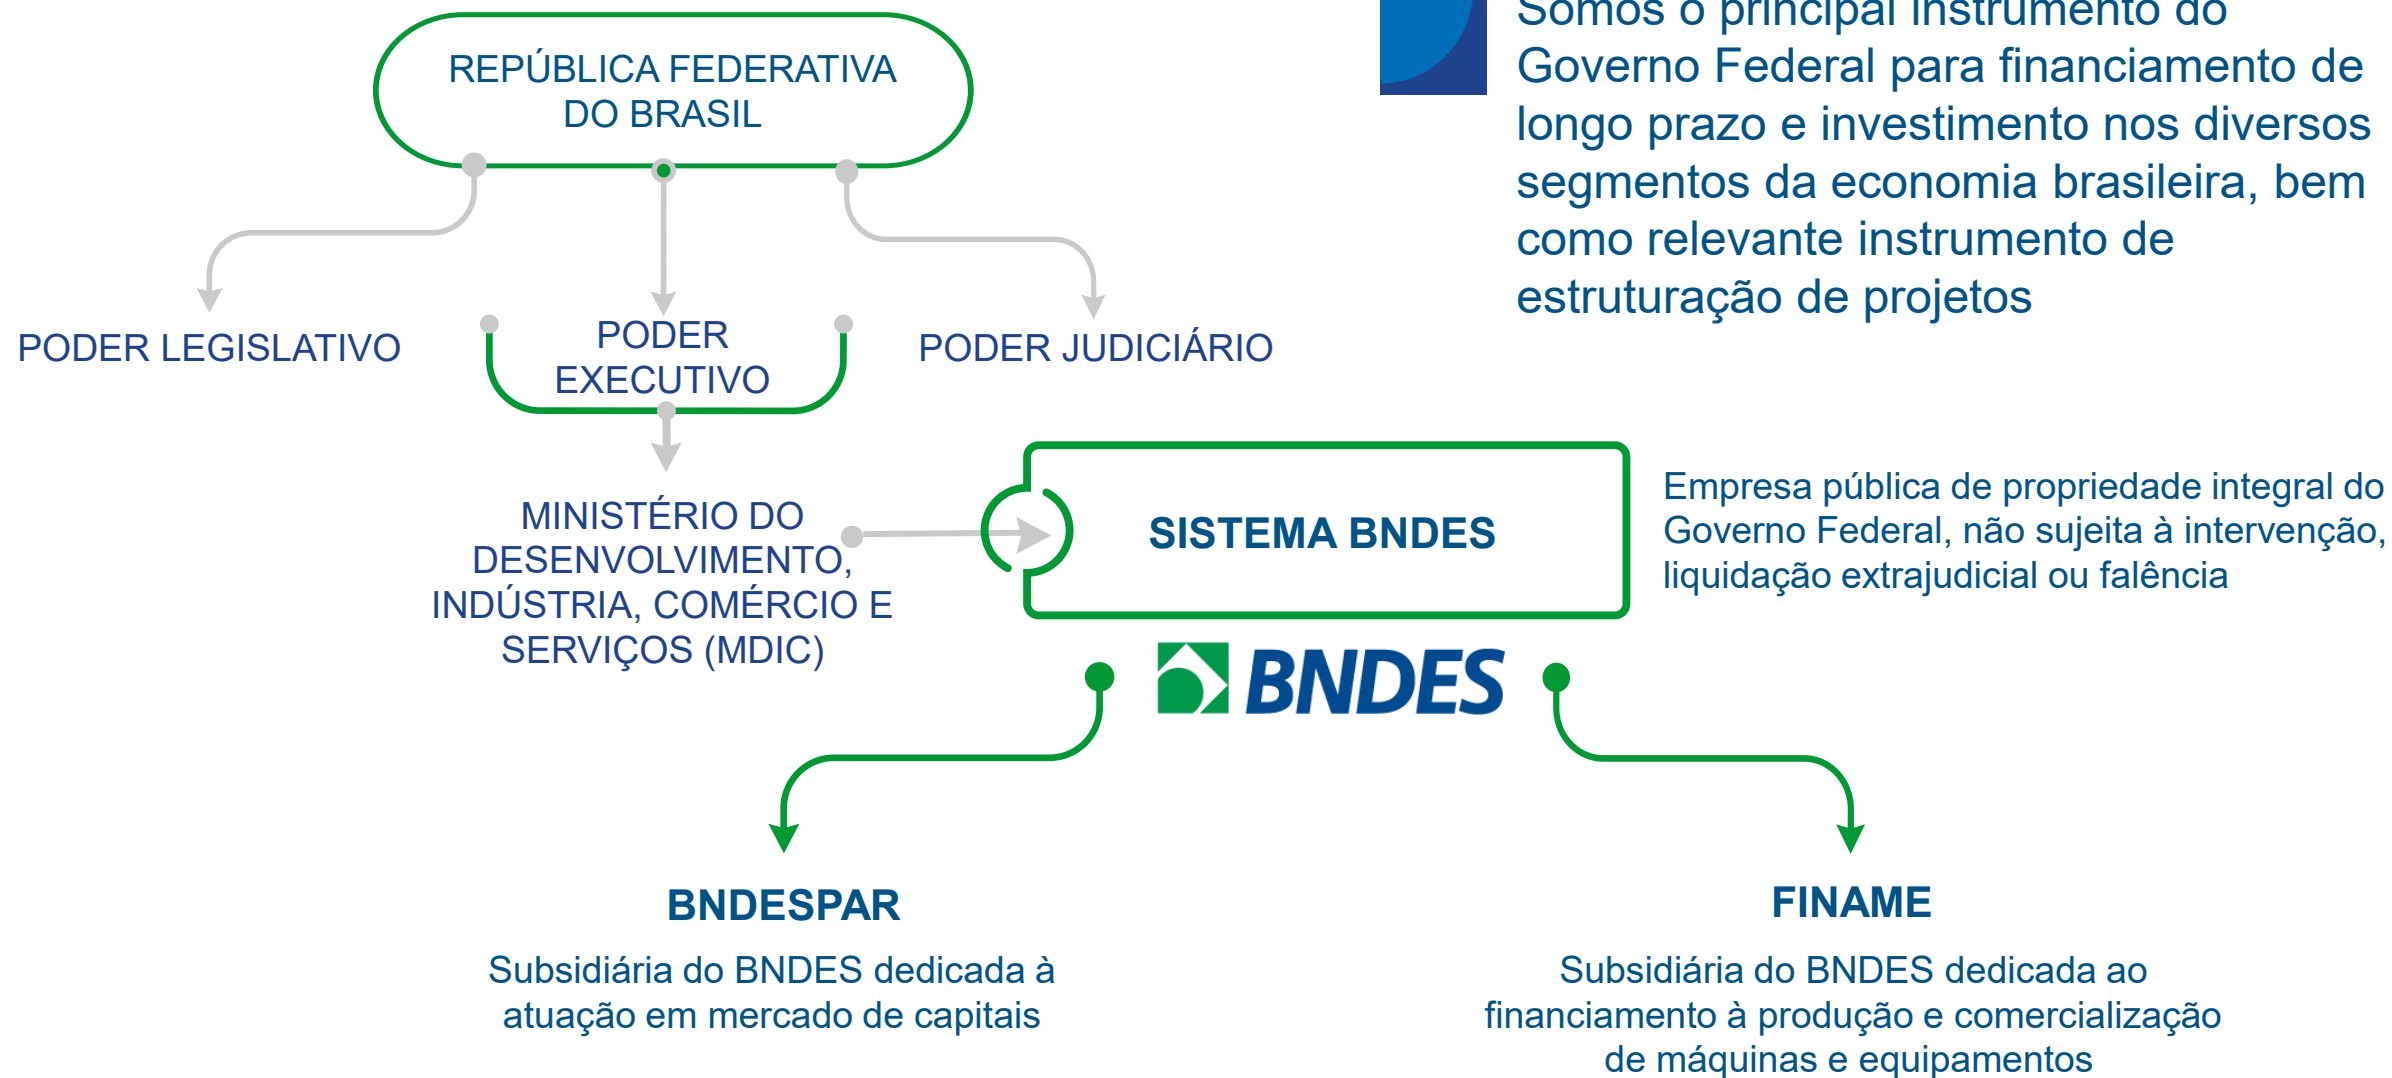 Somos o principal instrumento do
Governo Federal para financiamento de
longo prazo e investimento nos diversos
segmentos da economia brasileira, bem
como relevante instrumento de
estruturação de projetos
REPÚBLICA FEDERATIVA
DO BRASIL
PODER LEGISLATIVO
PODER
EXECUTIVO
PODER JUDICIÁRIO
MINISTÉRIO DO
DESENVOLVIMENTO,
INDÚSTRIA, COMÉRCIO E
SERVIÇOS (MDIC)
SISTEMA BNDES
Empresa pública de propriedade integral do
Governo Federal, não sujeita à intervenção,
liquidação extrajudicial ou falência
BNDES
BNDESPAR
Subsidiária do BNDES dedicada à
atuação em mercado de capitais
FINAME
Subsidiária do BNDES dedicada ao
financiamento à produção e comercialização
de máquinas e equipamentos